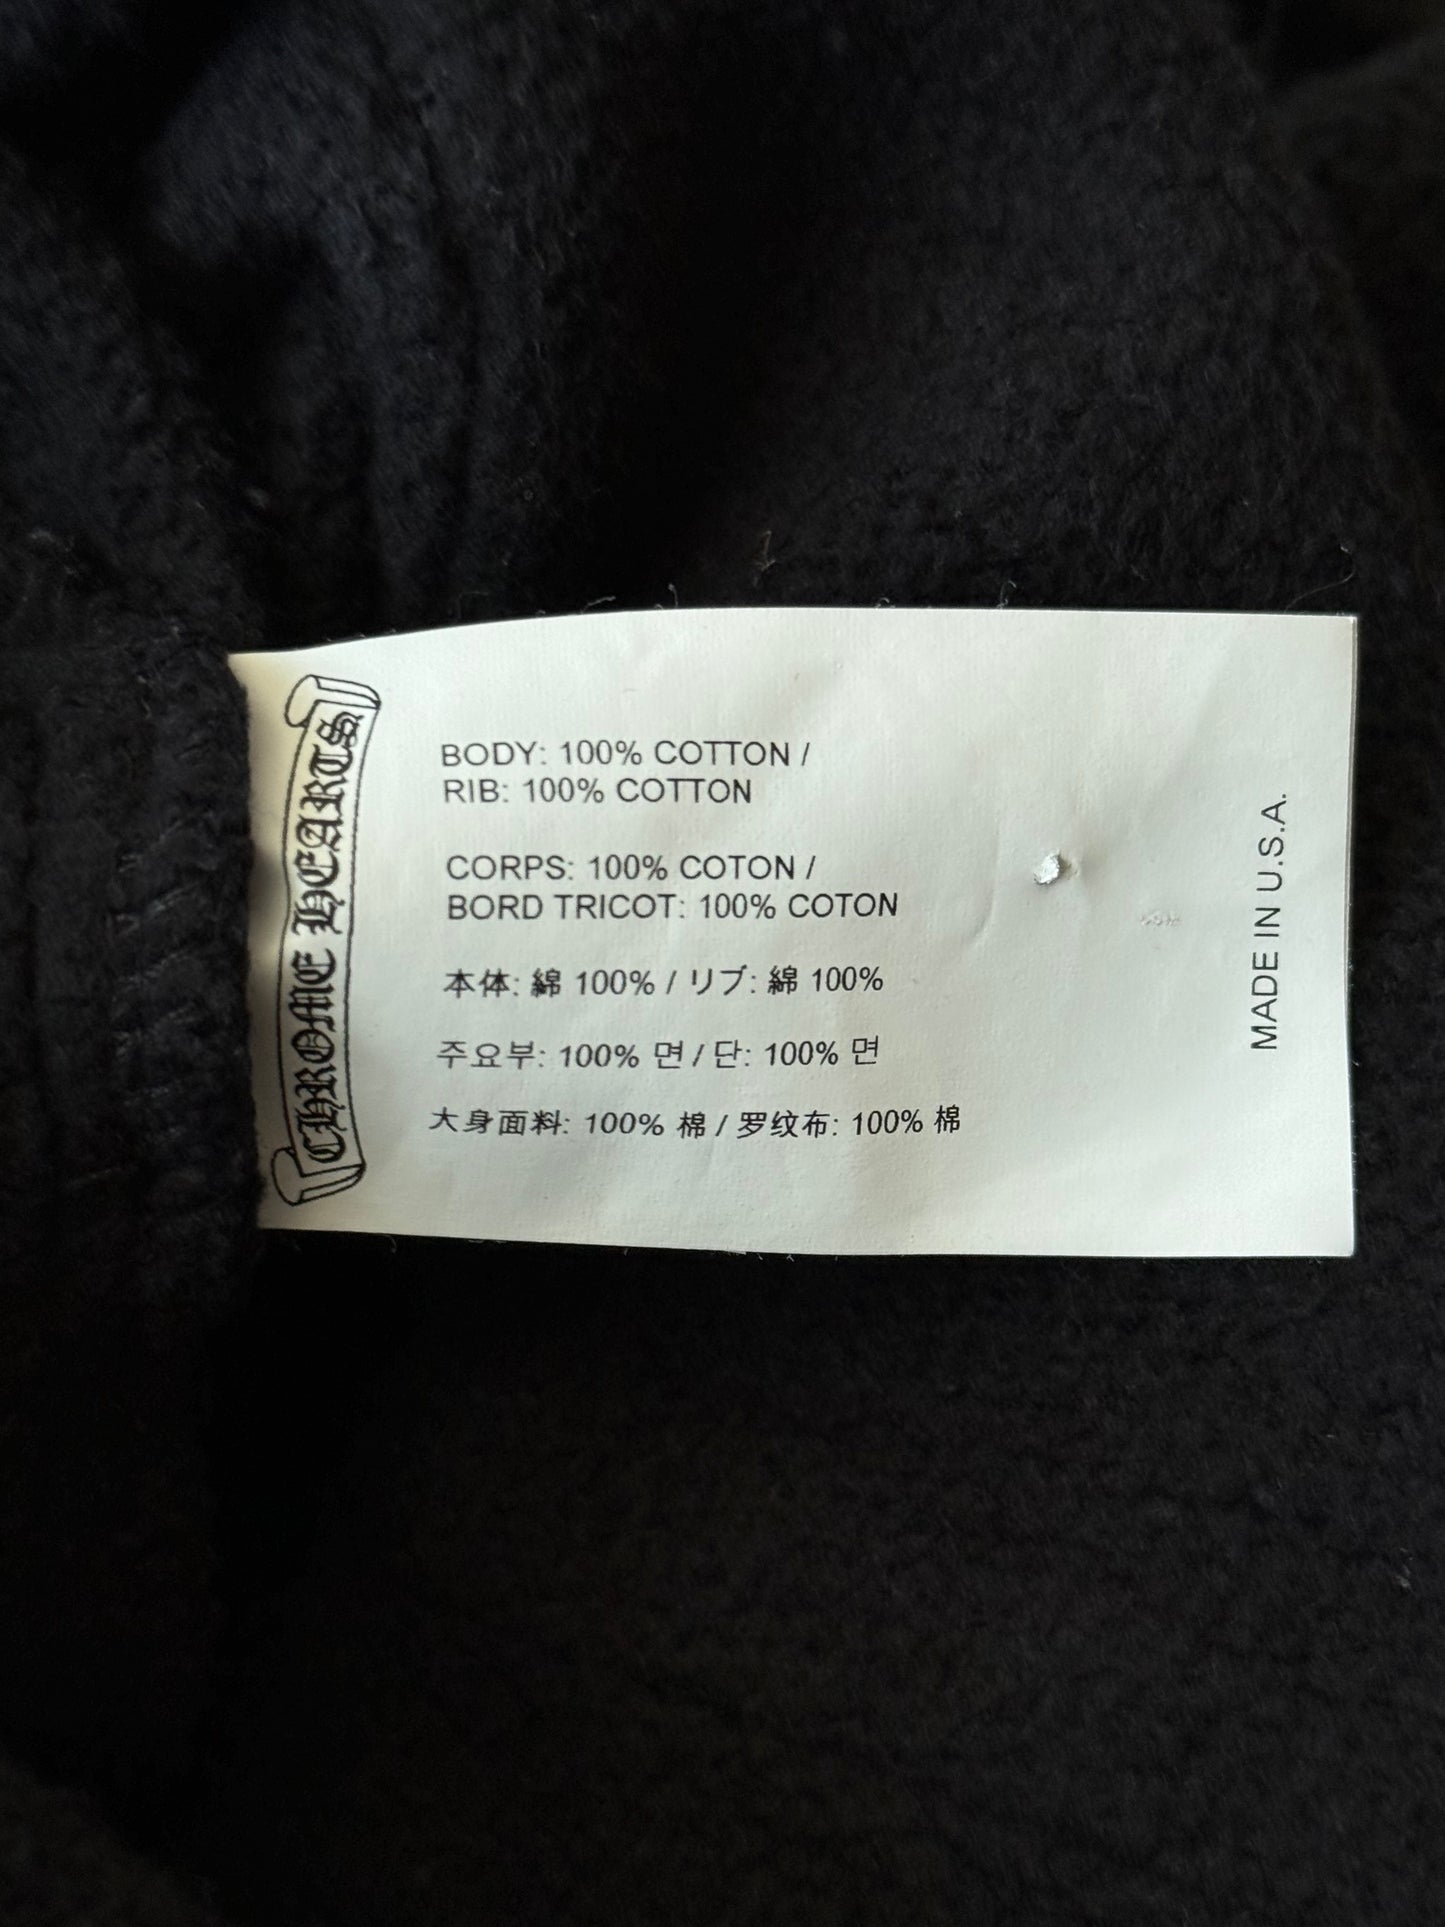 CHROME HEARTS
BODY: 100% COTTON /
RIB: 100% COTTON
CORPS: 100% COTON /
BORD TRICOT: 100% COTON
本体: 綿 100% / リブ: 綿 100%
주요부: 100% 면 / 단: 100% 면
大身面料: 100% 棉 / 罗纹布: 100% 棉
MADE IN U.S.A.